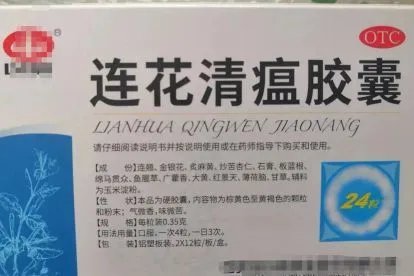 OTC
连花清瘟胶囊
LIANHUA QINGWEN JIAONANG
请仔细阅读说明书并按说明使用或在药师指导下购买和使用。
【成 份】连翘、金银花、炙麻黄、炒苦杏仁、石膏、板蓝根、
绵马贯众、鱼腥草、广藿香、大黄、红景天、薄荷脑、甘草。辅料
为玉米淀粉。
【性 状】本品为硬胶囊,内容物为棕黄色至黄褐色的颗粒
和粉末;气微香,味微苦。
【规 格】每粒装0.35克
【用法用量】口服,一次4粒,一日3次。
【包 装】铝塑板装,2X12粒/板/盒。
24粒